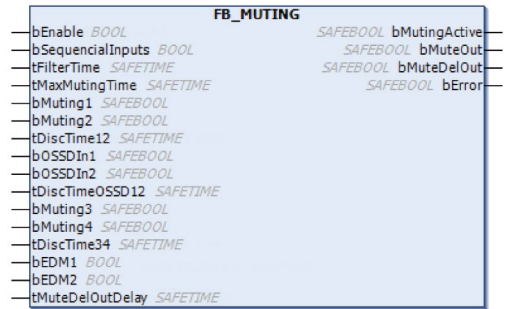 FB_MUTING
bEnable BOOL SAFEBOOL bMutingActive
bSequencialInputs BOOL SAFEBOOL bMuteOut
tFilterTime SAFETIME SAFEBOOL bMuteDelOut
tMaxMutingTime SAFETIME SAFEBOOL bError
bMuting1 SAFEBOOL
bMuting2 SAFEBOOL
tDiscTime12 SAFETIME
bOSSDIn1 SAFEBOOL
bOSSDIn2 SAFEBOOL
tDiscTimeOSSD12 SAFETIME
bMuting3 SAFEBOOL
bMuting4 SAFEBOOL
tDiscTime34 SAFETIME
bEDM1 BOOL
bEDM2 BOOL
tMuteDelOutDelay SAFETIME